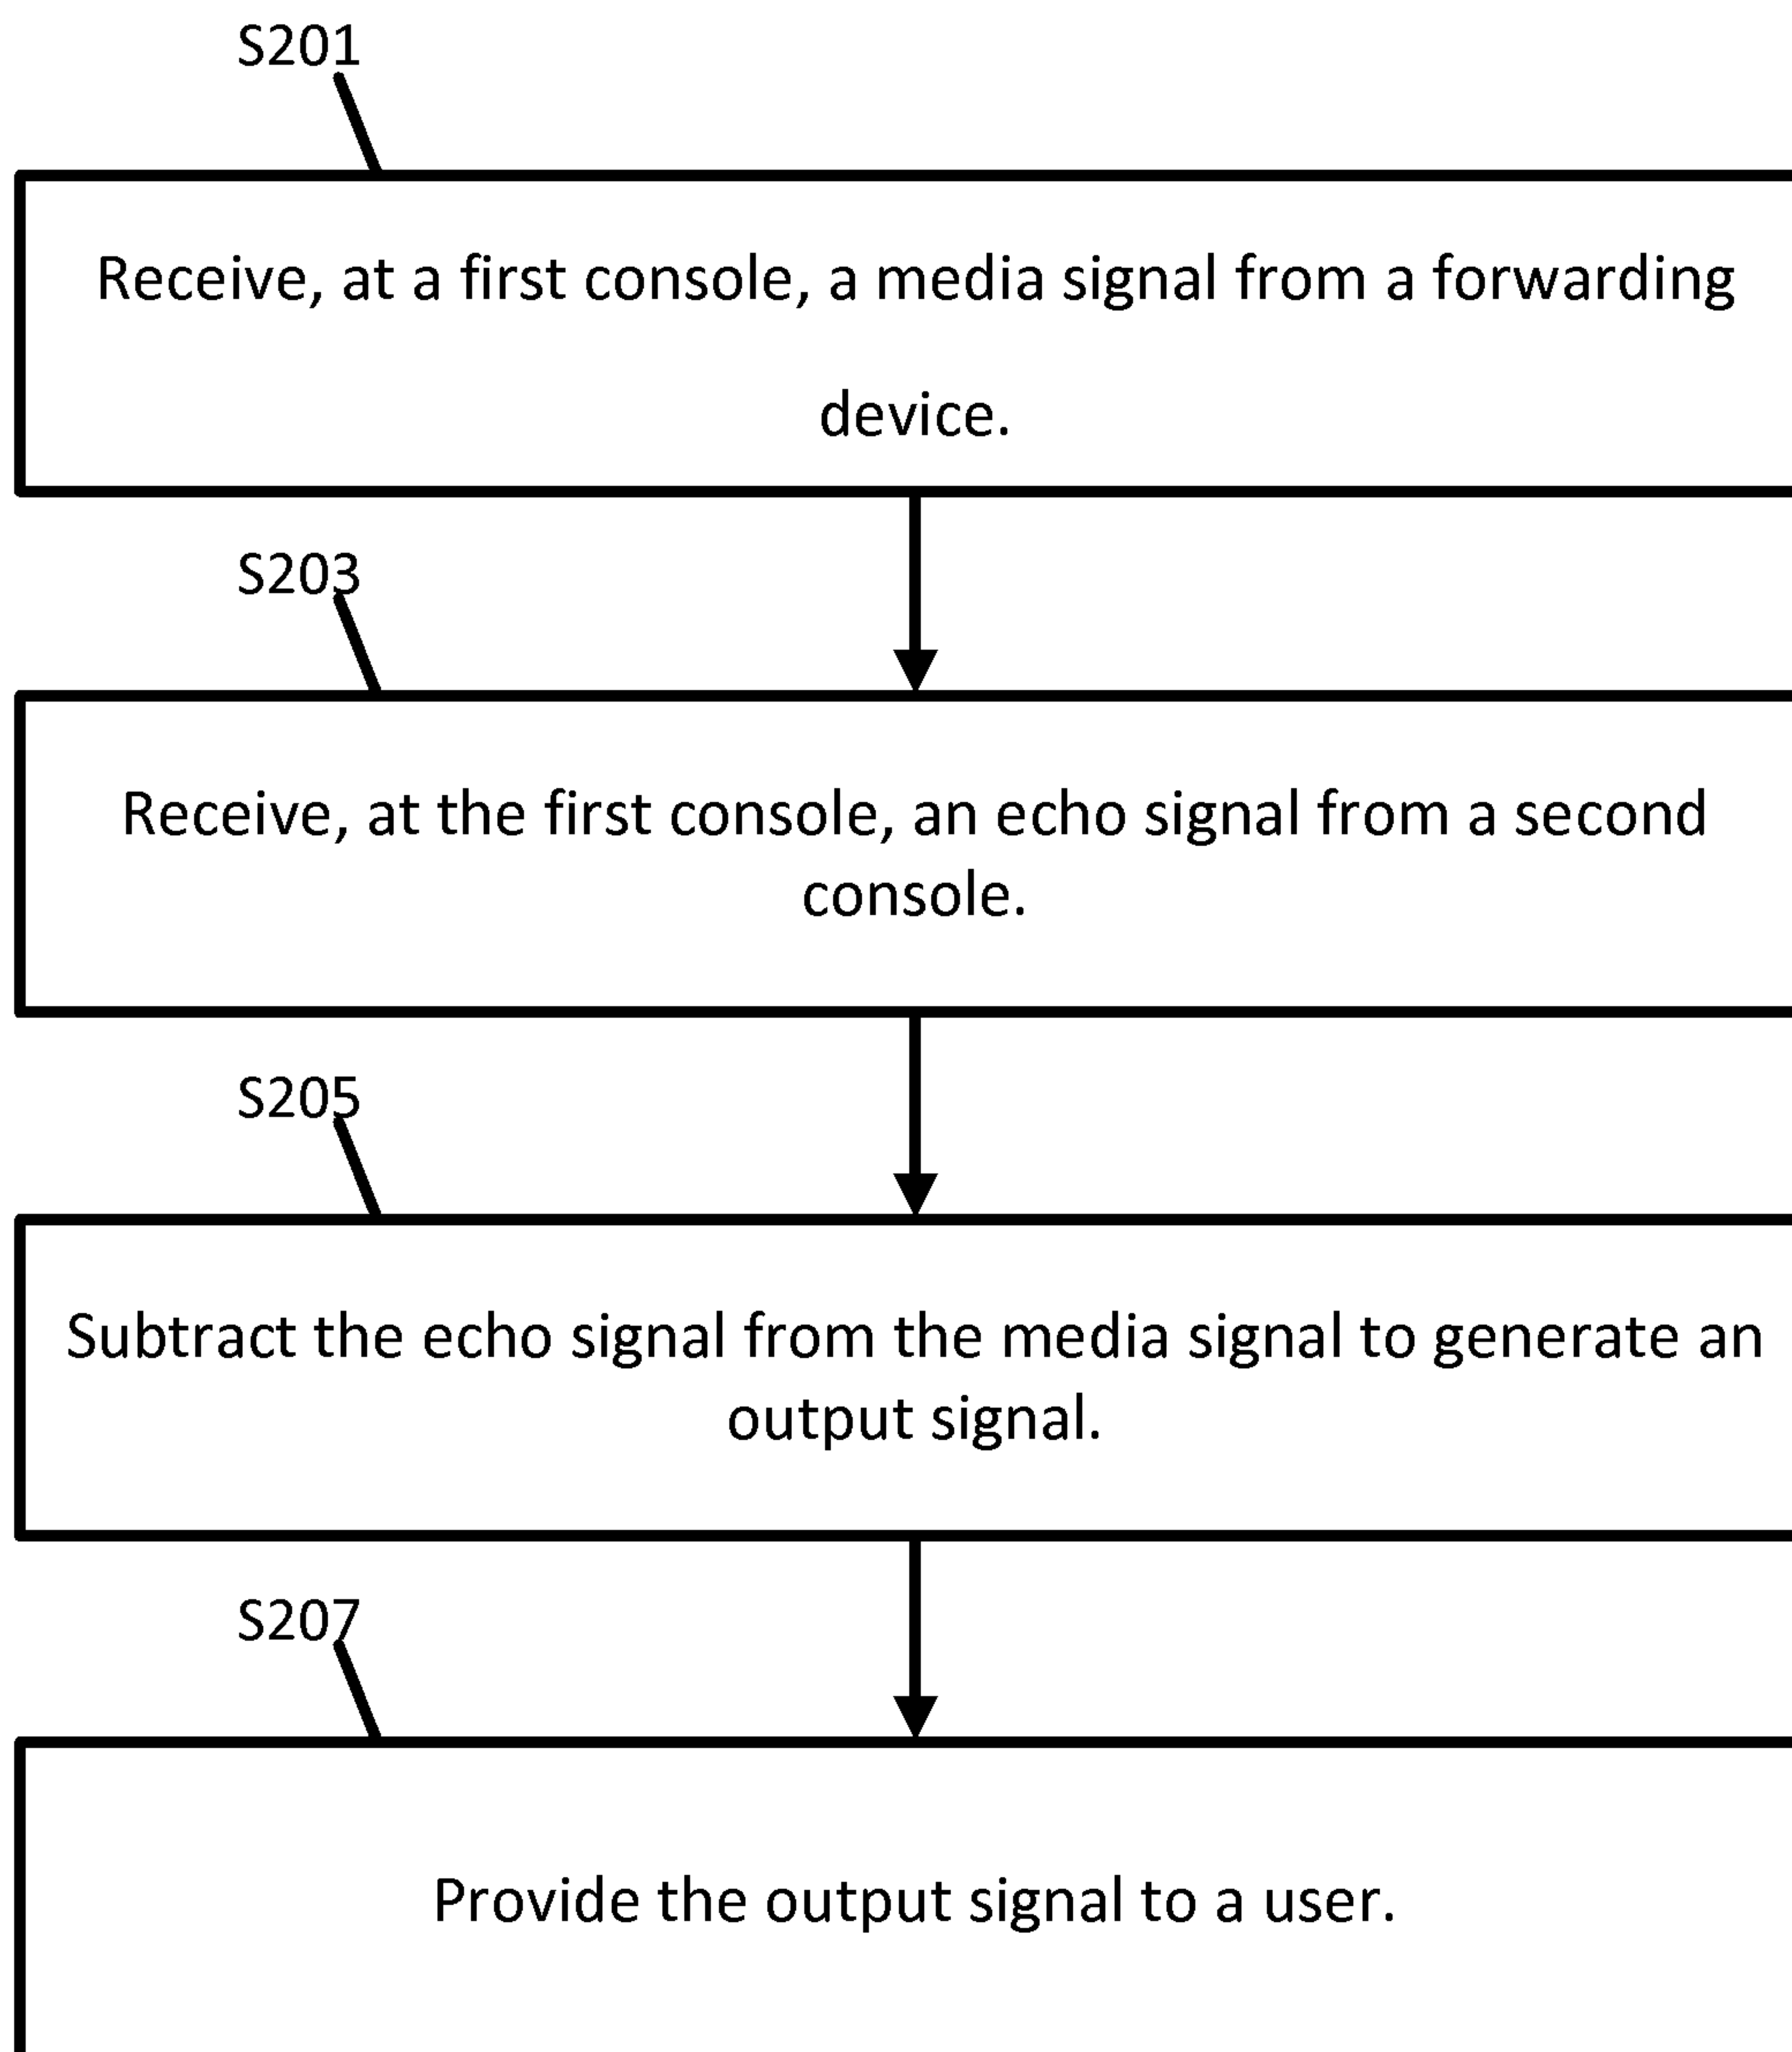 S201
Receive, at a first console, a media signal from a forwarding
device.
S203
Receive, at the first console, an echo signal from a second
console.
S205
Subtract the echo signal from the media signal to generate an
output signal.
S207
Provide the output signal to a user.